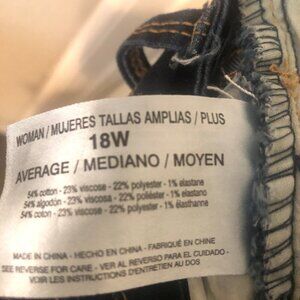 WOMAN / MUJERES TALLAS AMPLIAS / PLUS
18W
AVERAGE / MEDIANO / MOYEN
54% cotton - 23% viscose - 22% polyester - 1% elastane
54% algodón - 23% viscosa - 22% poliéster - 1% elastano
54% coton - 23% viscose - 22% polyester - 1% élasthanne
MADE IN CHINA - HECHO EN CHINA - FABRIQUÉ EN CHINE
SEE REVERSE FOR CARE - VER AL REVERSO PARA EL CUIDADO -
VOIR LES INSTRUCTIONS D'ENTRETIEN AU DOS